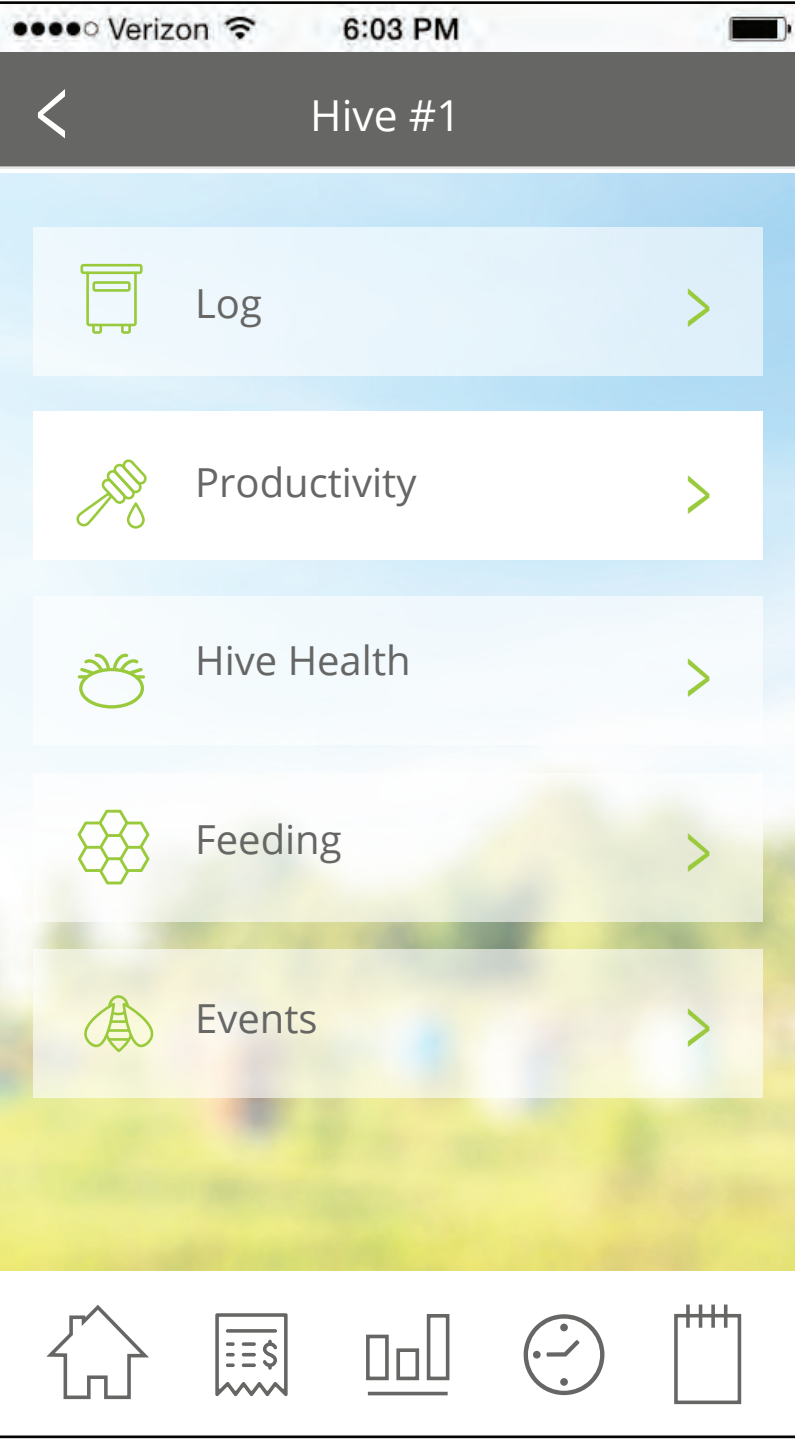 Verizon 6:03 PM
Hive #1
Log
Productivity
Hive Health
Feeding
Events
$